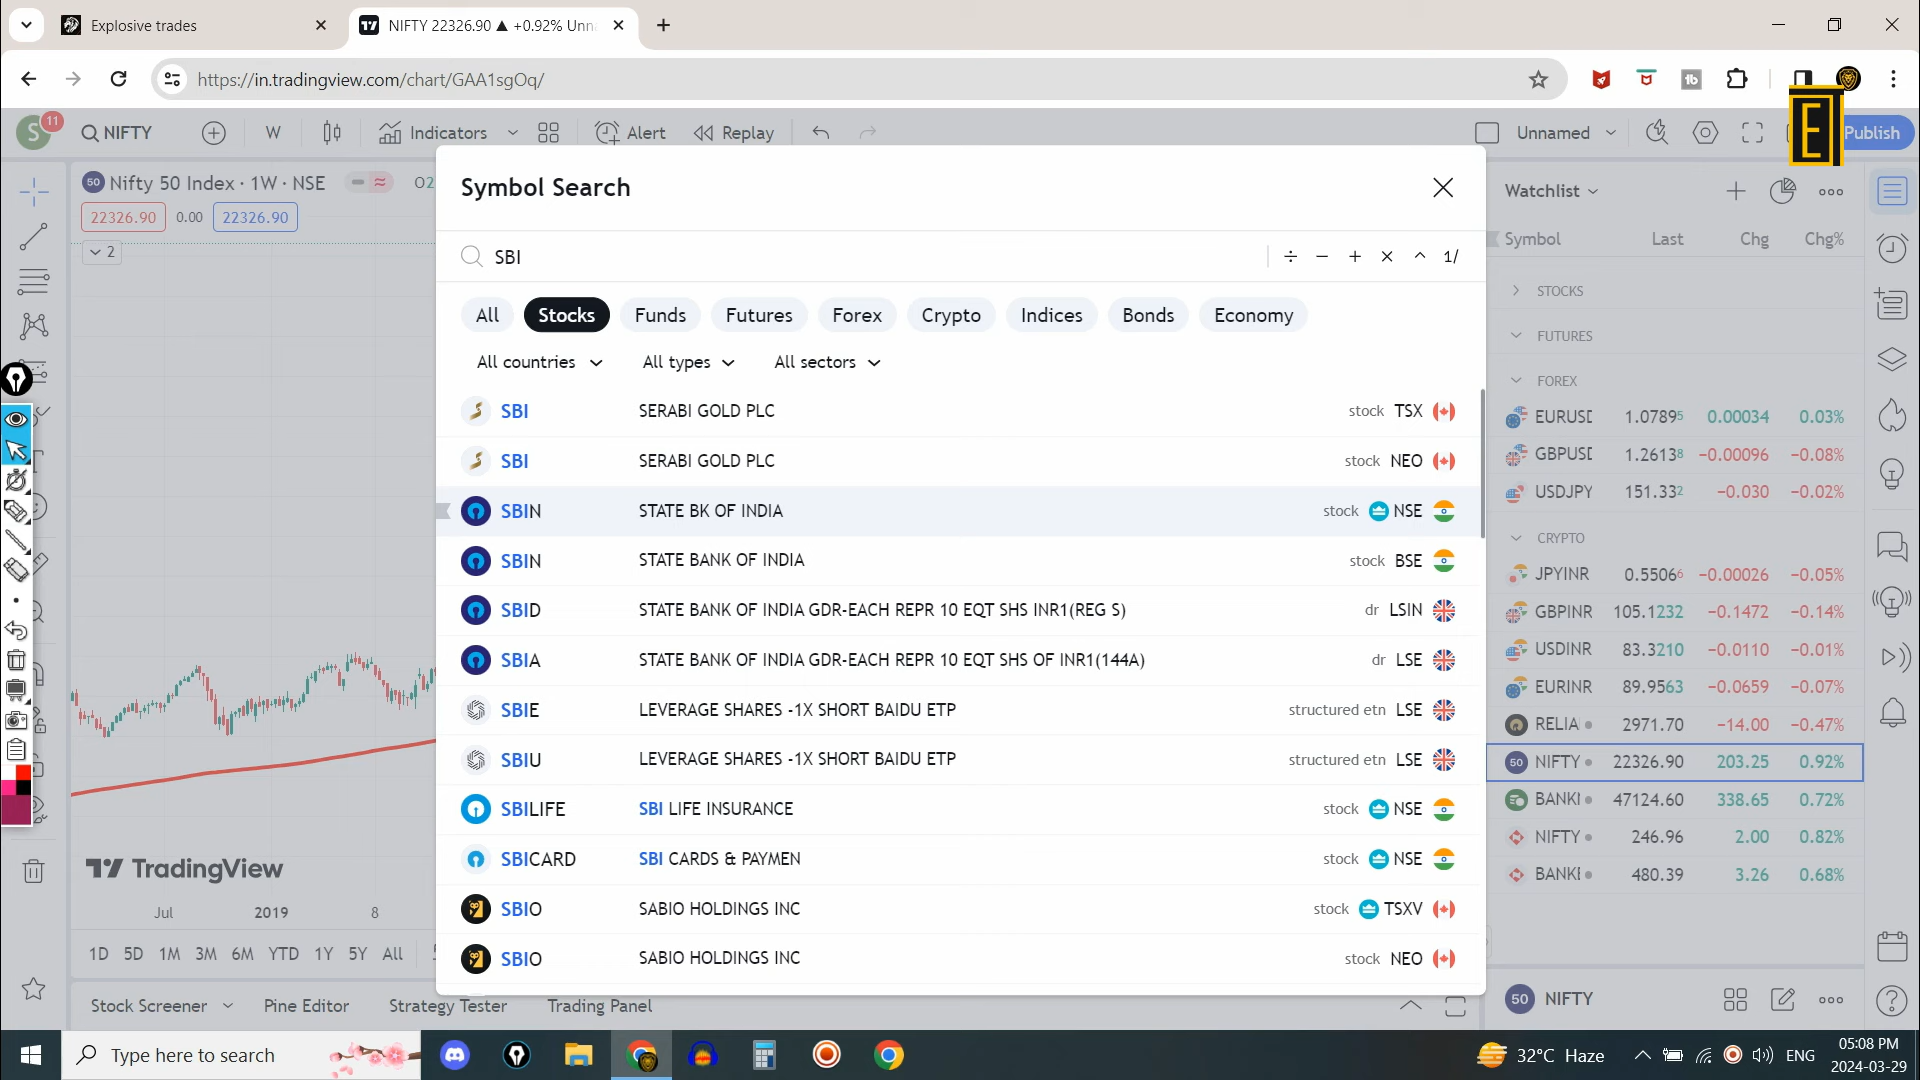 Explosive trades
NIFTY 22326.90 ▲ +0.92% Unn
https://in.tradingview.com/chart/GAA1sgOq/
S 11 NIFTY W Indicators Alert Replay Unnamed Publish
E
50 Nifty 50 Index · 1W · NSE O2
22326.90 0.00 22326.90
2
Symbol Search
SBI
÷ − + × ^ 1/
All Stocks Funds Futures Forex Crypto Indices Bonds Economy
All countries All types All sectors
SBI SERABI GOLD PLC stock TSX
SBI SERABI GOLD PLC stock NEO
SBIN STATE BK OF INDIA stock NSE
SBIN STATE BANK OF INDIA stock BSE
SBID STATE BANK OF INDIA GDR-EACH REPR 10 EQT SHS INR1(REG S) dr LSIN
SBIA STATE BANK OF INDIA GDR-EACH REPR 10 EQT SHS OF INR1(144A) dr LSE
SBIE LEVERAGE SHARES -1X SHORT BAIDU ETP structured etn LSE
SBIU LEVERAGE SHARES -1X SHORT BAIDU ETP structured etn LSE
SBILIFE SBI LIFE INSURANCE stock NSE
SBICARD SBI CARDS & PAYMEN stock NSE
SBIO SABIO HOLDINGS INC stock TSXV
SBIO SABIO HOLDINGS INC stock NEO
Watchlist
Symbol Last Chg Chg%
STOCKS
FUTURES
FOREX
EURUSD 1.07895 0.00034 0.03%
GBPUSD 1.26138 −0.00096 −0.08%
USDJPY 151.332 −0.030 −0.02%
CRYPTO
JPYINR 0.55066 −0.00026 −0.05%
GBPINR 105.1232 −0.1472 −0.14%
USDINR 83.3210 −0.0110 −0.01%
EURINR 89.9563 −0.0659 −0.07%
RELIA 2971.70 −14.00 −0.47%
50 NIFTY 22326.90 203.25 0.92%
BANKI 47124.60 338.65 0.72%
NIFTY 246.96 2.00 0.82%
BANKE 480.39 3.26 0.68%
50 NIFTY
TradingView
Jul 2019 8
1D 5D 1M 3M 6M YTD 1Y 5Y All
Stock Screener Pine Editor Strategy Tester Trading Panel
Type here to search
32°C Haze
ENG
05:08 PM
2024-03-29